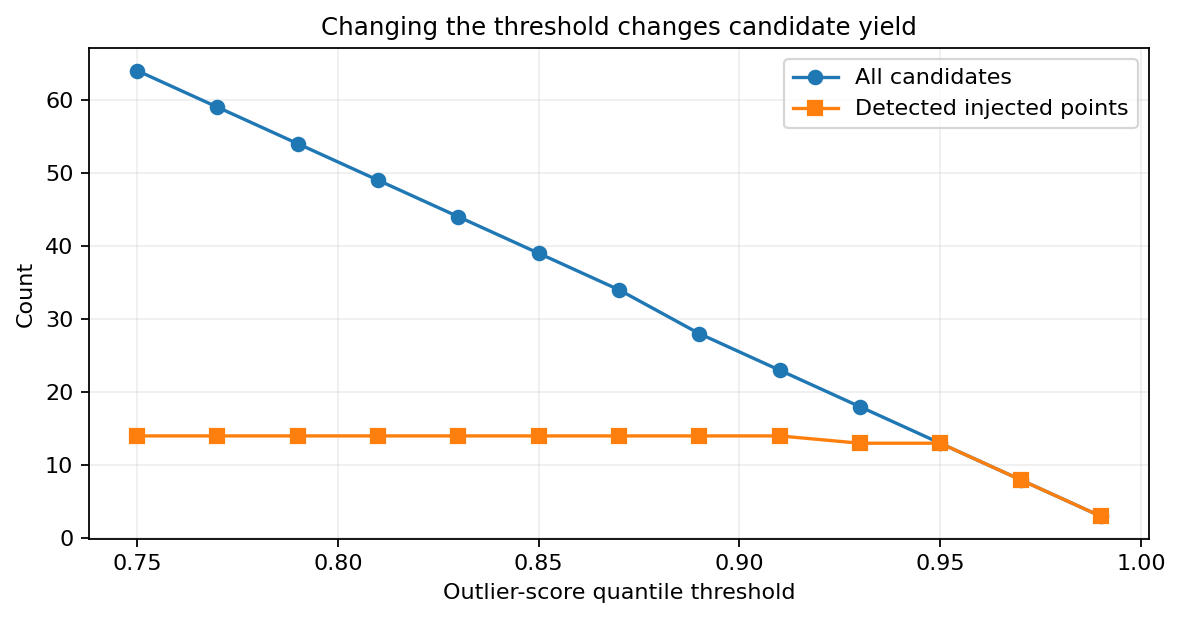 Changing the threshold changes candidate yield
All candidates
Detected injected points
Count
60
50
40
30
20
10
0
0.75 0.80 0.85 0.90 0.95 1.00
Outlier-score quantile threshold